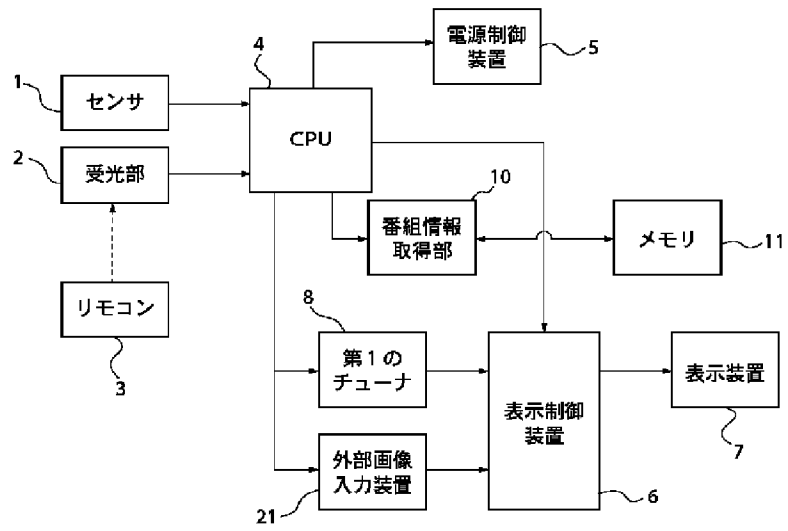 4
電源制御
装置
5
1
センサ
CPU
2
受光部
10
番組情報
取得部
メモリ
11
リモコン
3
8
第1の
チューナ
表示制御
装置
表示装置
7
外部画像
入力装置
21
6